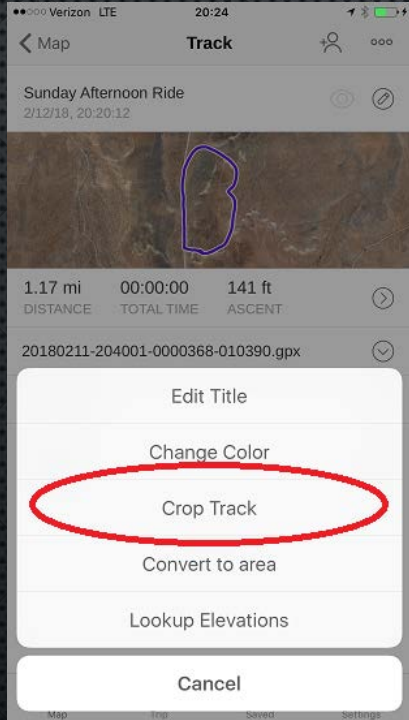 Verizon LTE 20:24
Map Track
Sunday Afternoon Ride
2/12/18, 20:20:12
1.17 mi 00:00:00 141 ft
DISTANCE TOTAL TIME ASCENT
20180211-204001-0000368-010390.gpx
Edit Title
Change Color
Crop Track
Convert to area
Lookup Elevations
Cancel
Map Trip Saved Settings